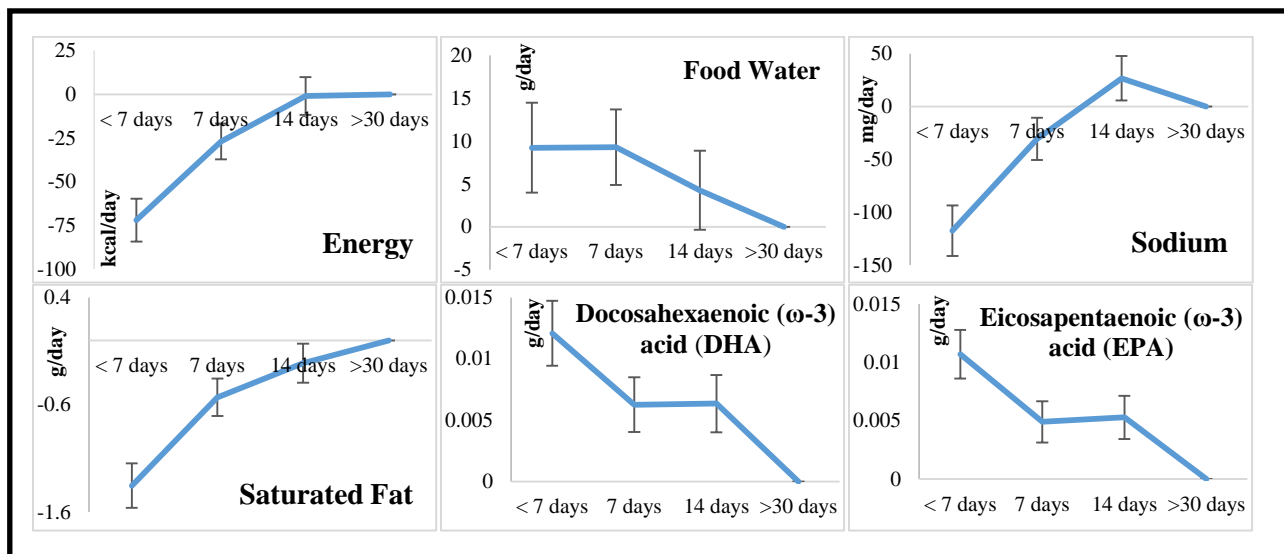 25
0
-25
-50
-75
-100
kcal/day
< 7 days
7 days
14 days
>30 days
Energy
20
15
10
5
0
-5
g/day
Food Water
< 7 days
7 days
14 days
>30 days
50
0
-50
-100
-150
mg/day
< 7 days
7 days
14 days
>30 days
Sodium
0.4
-0.6
-1.6
g/day
< 7 days
7 days
14 days
>30 days
Saturated Fat
0.015
0.01
0.005
0
g/day
Docosahexaenoic (ω-3)
acid (DHA)
< 7 days
7 days
14 days
>30 days
0.015
0.01
0.005
0
g/day
Eicosapentaenoic (ω-3)
acid (EPA)
< 7 days
7 days
14 days
>30 days